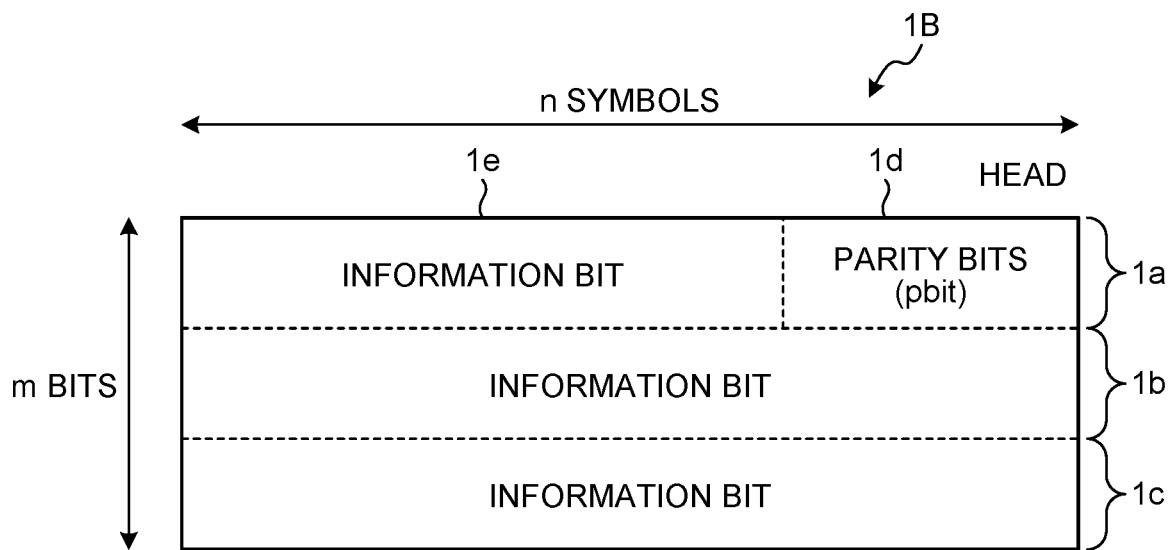 1B
n SYMBOLS
1e
1d
HEAD
INFORMATION BIT
PARITY BITS
(pbit)
1a
m BITS
INFORMATION BIT
1b
INFORMATION BIT
1c